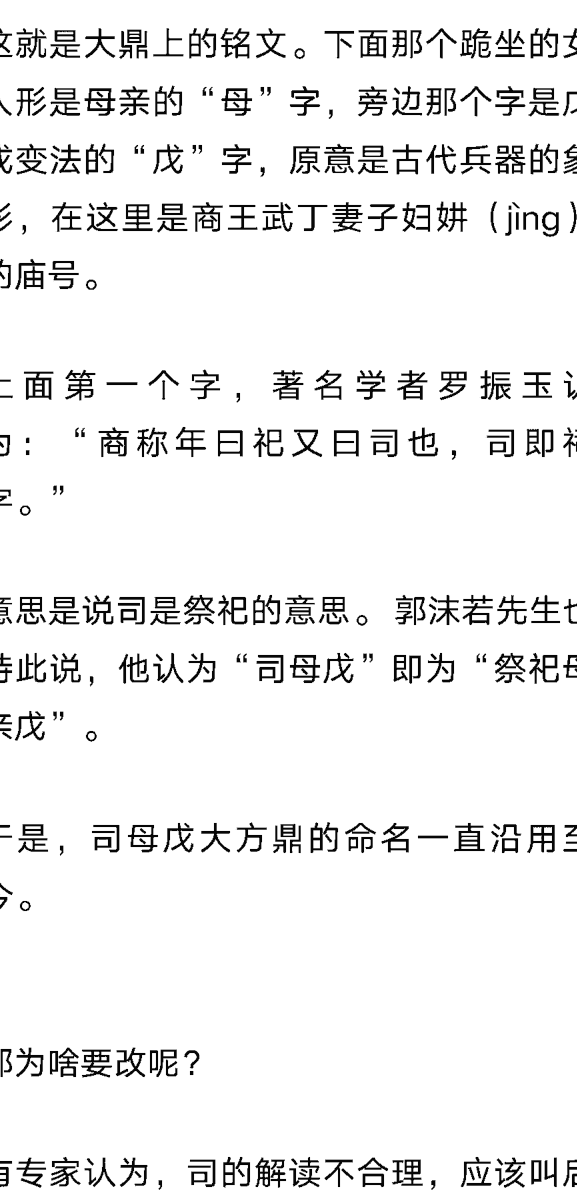 这就是大鼎上的铭文。下面那个跪坐的女
人形是母亲的“母”字，旁边那个字是戊
戌变法的“戊”字，原意是古代兵器的象
形，在这里是商王武丁妻子妇妌（jìng）
的庙号。
上面第一个字，著名学者罗振玉认
为：“商称年曰祀又曰司也，司即祠
字。”
意思是说司是祭祀的意思。郭沫若先生也
持此说，他认为“司母戊”即为“祭祀母
亲戊”。
于是，司母戊大方鼎的命名一直沿用至
今。
那为啥要改呢？
有专家认为，司的解读不合理，应该叫后